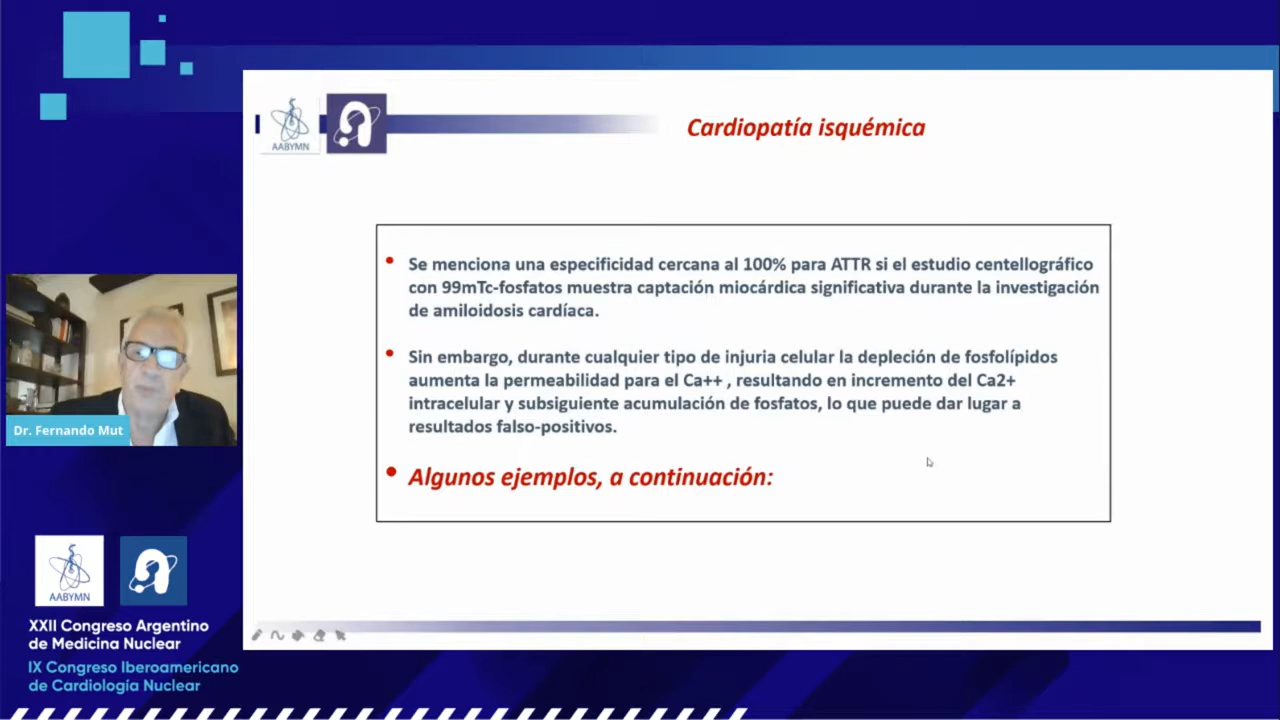 AABYMN
Cardiopatía isquémica
• Se menciona una especificidad cercana al 100% para ATTR si el estudio centellográfico
con 99mTc-fosfatos muestra captación miocárdica significativa durante la investigación
de amiloidosis cardíaca.
• Sin embargo, durante cualquier tipo de injuria celular la depleción de fosfolípidos
aumenta la permeabilidad para el Ca++ , resultando en incremento del Ca2+
intracelular y subsiguiente acumulación de fosfatos, lo que puede dar lugar a
resultados falso-positivos.
• Algunos ejemplos, a continuación:
Dr. Fernando Mut
AABYMN
XXII Congreso Argentino
de Medicina Nuclear
IX Congreso Iberoamericano
de Cardiología Nuclear